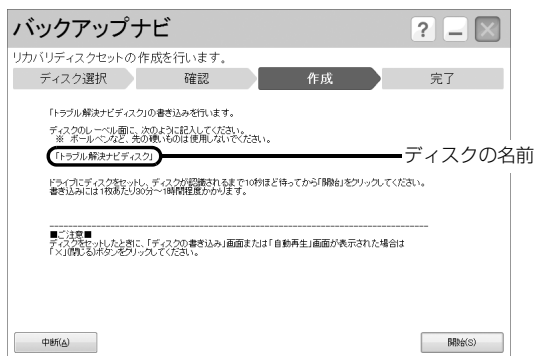 バックアップナビ
? – ×
リカバリディスクセットの作成を行います。
ディスク選択 確認 作成 完了
「トラブル解決ナビディスク」の書き込みを行います。
ディスクのレーベル面に、次のように記入してください。
※ ボールペンなど、先の硬いものは使用しないでください。
「トラブル解決ナビディスク」
ディスクの名前
ドライブにディスクをセットし、ディスクが認識されるまで10秒ほど待ってから「開始」をクリックしてください。
書き込みには1枚あたり30分～1時間程度かかります。
■ご注意■
ディスクをセットしたときに、「ディスクの書き込み」画面または「自動再生」画面が表示された場合は
「×」(閉じる)ボタンをクリックしてください。
中断(A) 開始(S)